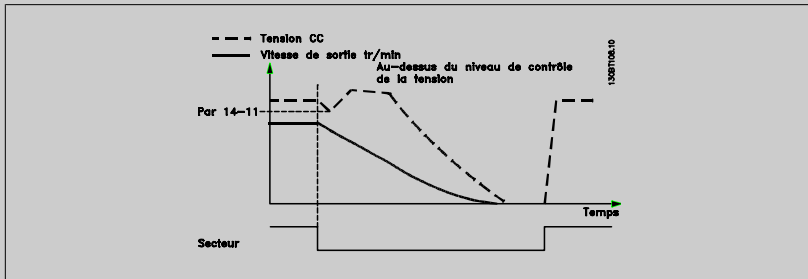 Tension CC
Vitesse de sortie tr/min
Au-dessus du niveau de contrôle
de la tension
130BT108.10
Par 14-11
Temps
Secteur